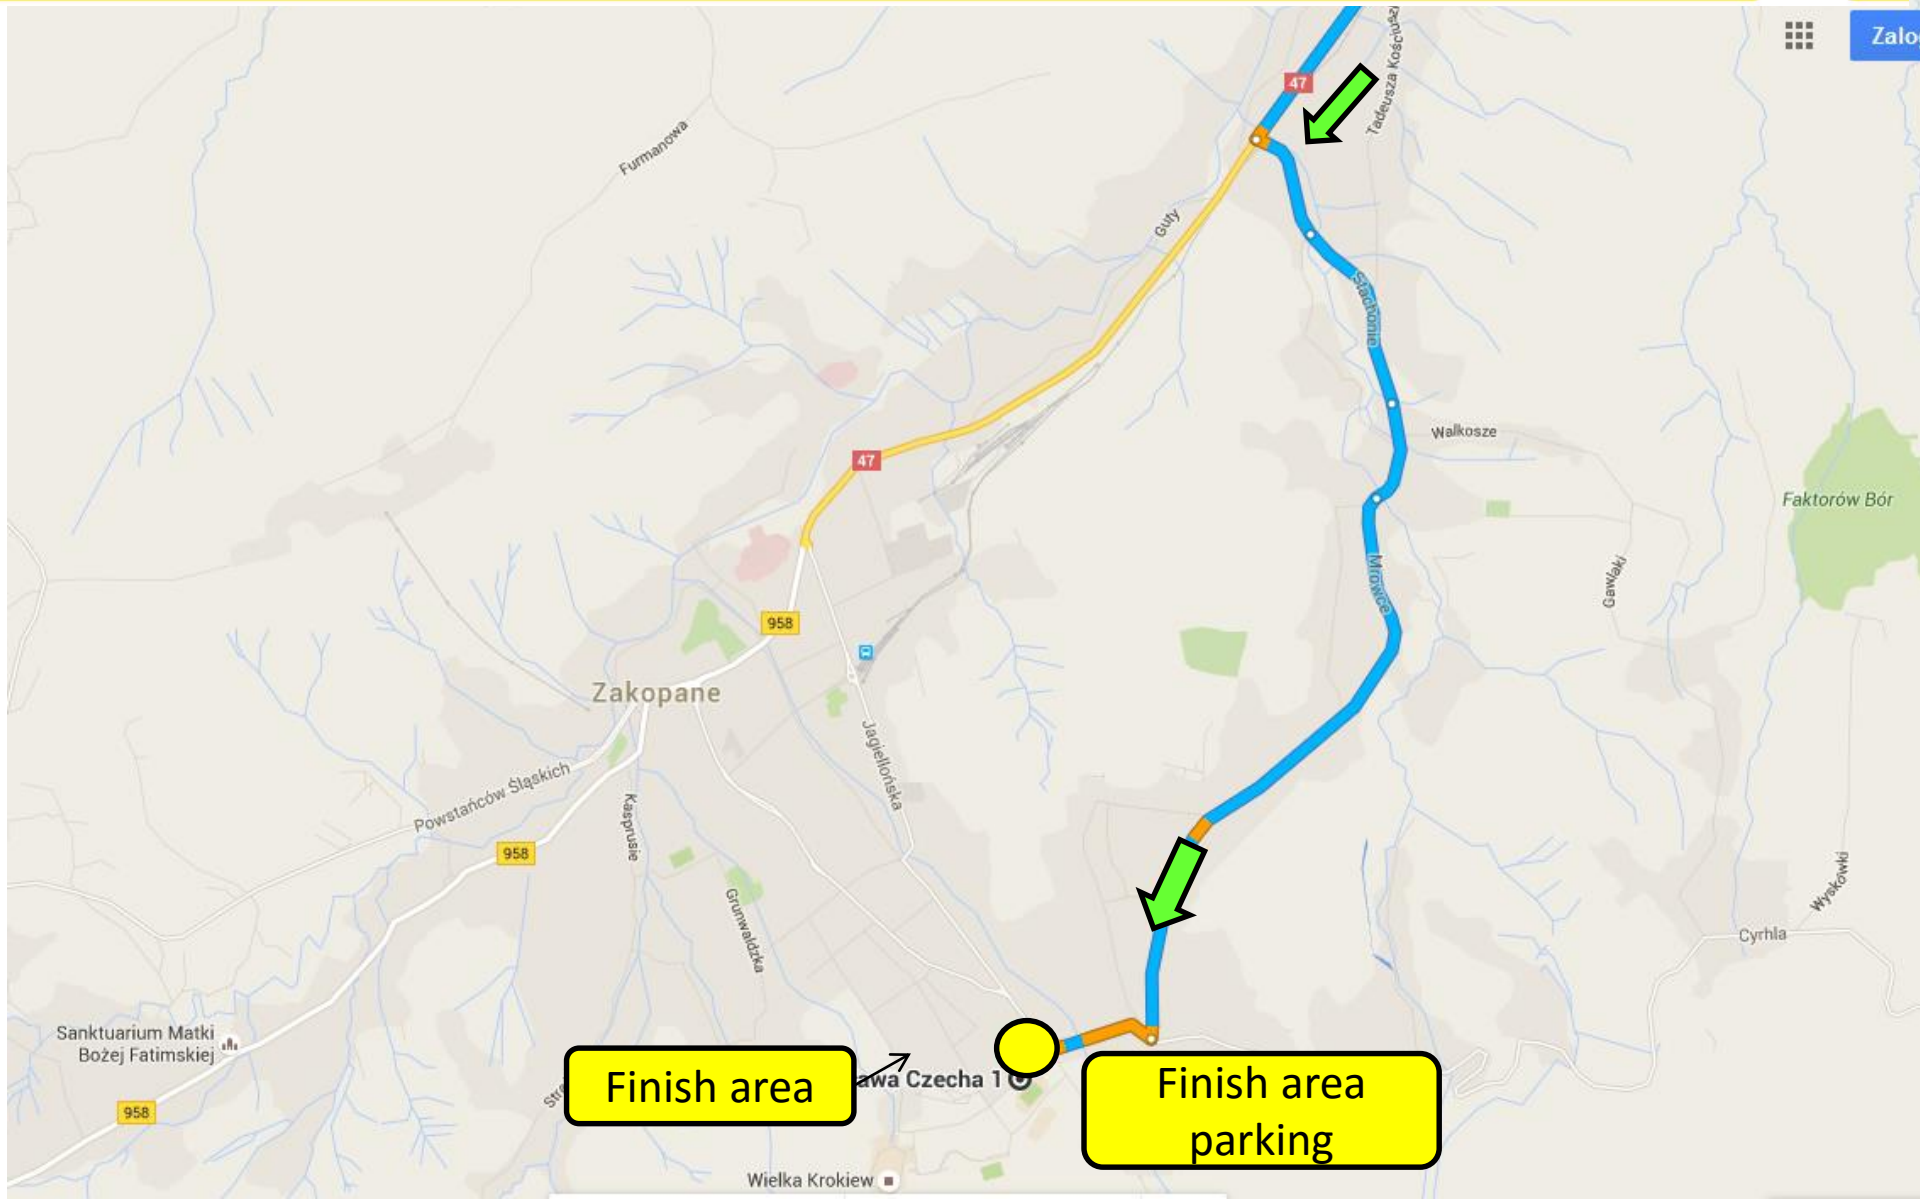 Zalo
47
Tadeusza Kościuszki
Furmanowa
Guty
Stachonie
Walkosze
47
Faktorów Bór
Mrowce
Gawlaki
958
Zakopane
Jagiellońska
Powstańców Śląskich
Kasprusie
958
Wyskówki
Grunwaldzka
Cyrhla
Sanktuarium Matki
Bożej Fatimskiej
Finish area
awa Czecha 1
Finish area
parking
958
Wielka Krokiew